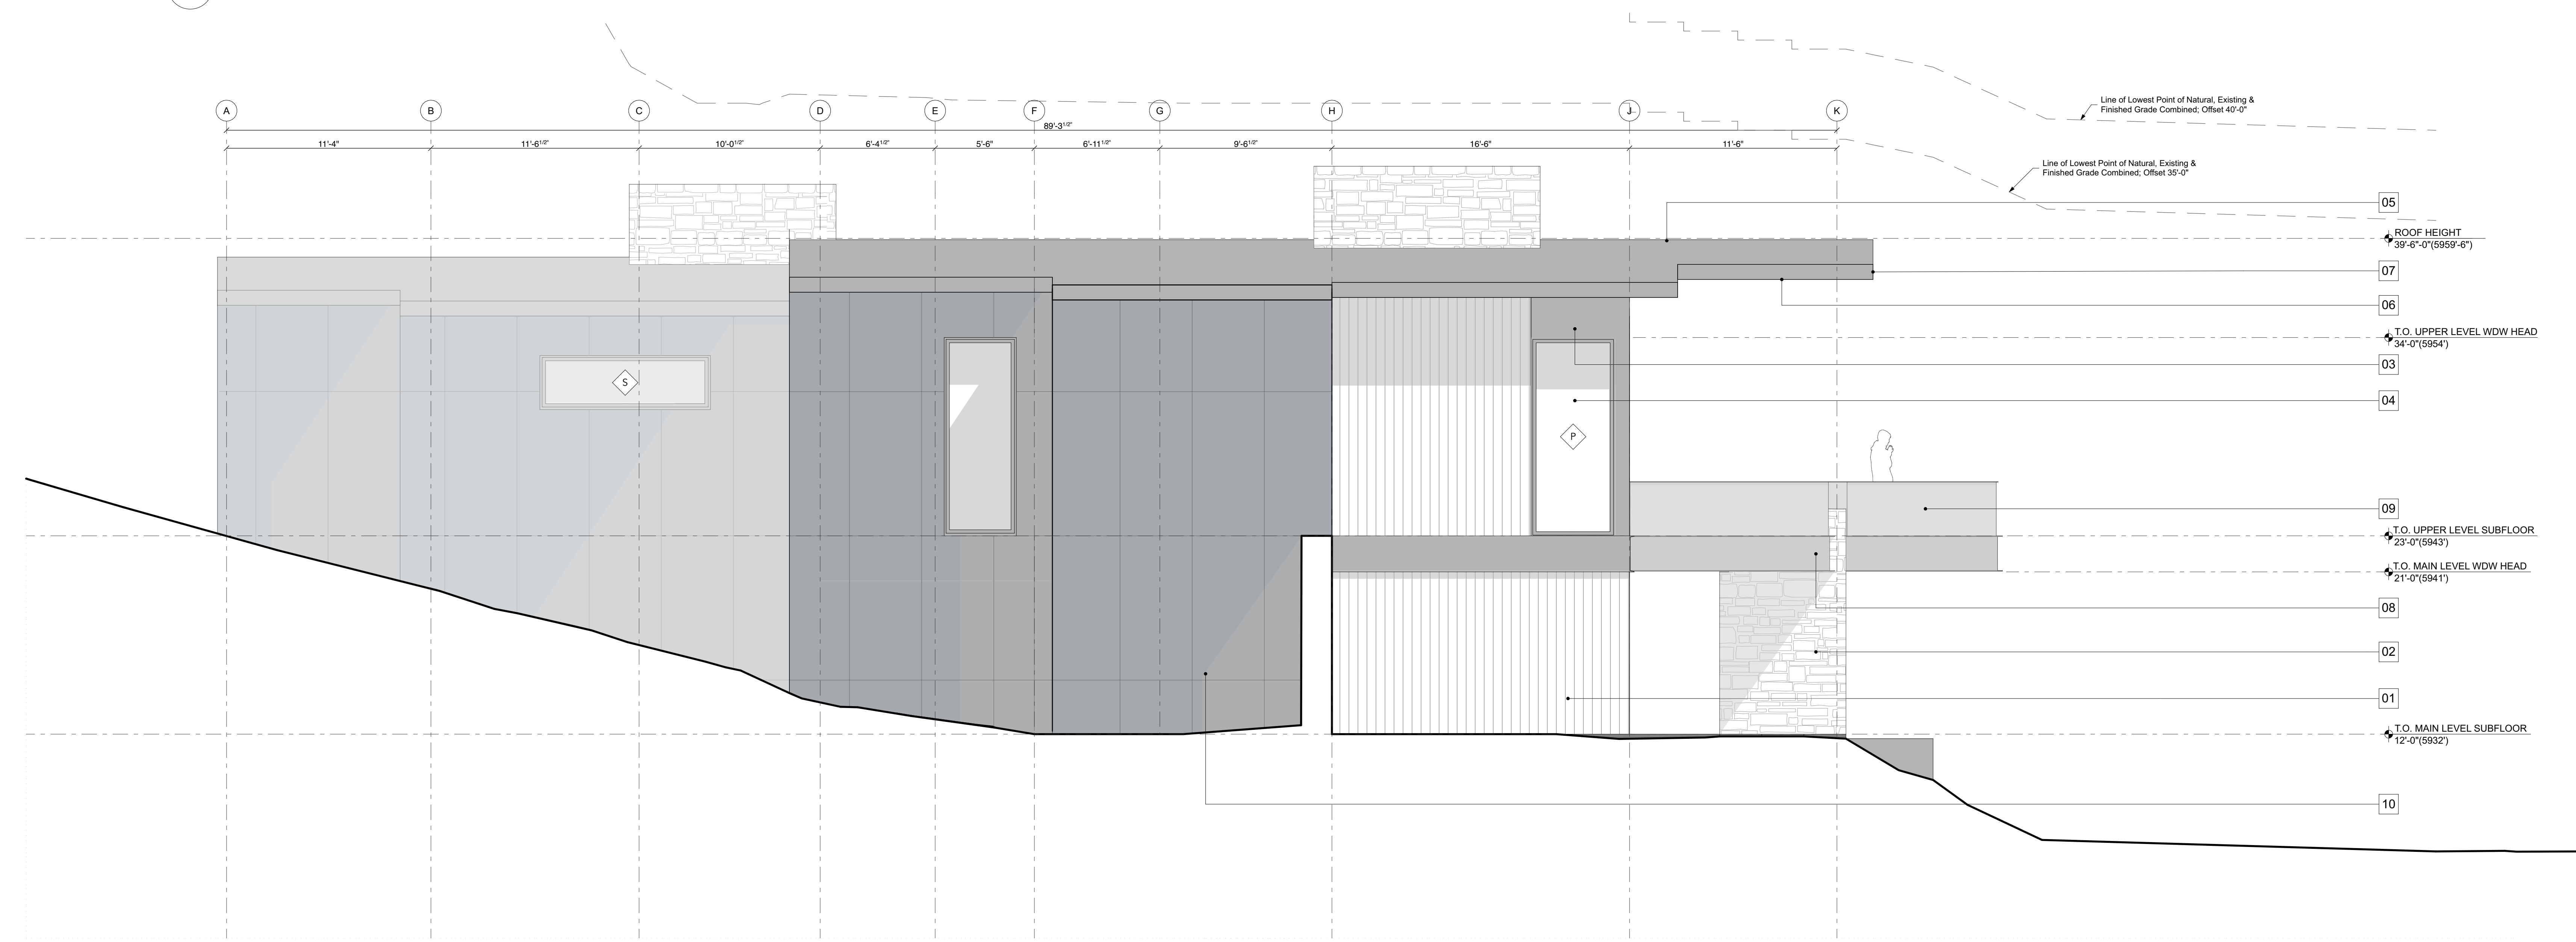 Line of Lowest Point of Natural, Existing &
Finished Grade Combined; Offset 40'-0"
A B C D E F G H J K
89'-3 1/2"
11'-4" 11'-6 1/2" 10'-0 1/2" 6'-4 1/2" 5'-6" 6'-11 1/2" 9'-6 1/2" 16'-6" 11'-6"
Line of Lowest Point of Natural, Existing &
Finished Grade Combined; Offset 35'-0"
05
ROOF HEIGHT
39'-6"-0"(5959'-6")
07
06
T.O. UPPER LEVEL WDW HEAD
34'-0"(5954')
03
S
04
P
09
T.O. UPPER LEVEL SUBFLOOR
23'-0"(5943')
T.O. MAIN LEVEL WDW HEAD
21'-0"(5941')
08
02
01
T.O. MAIN LEVEL SUBFLOOR
12'-0"(5932')
10